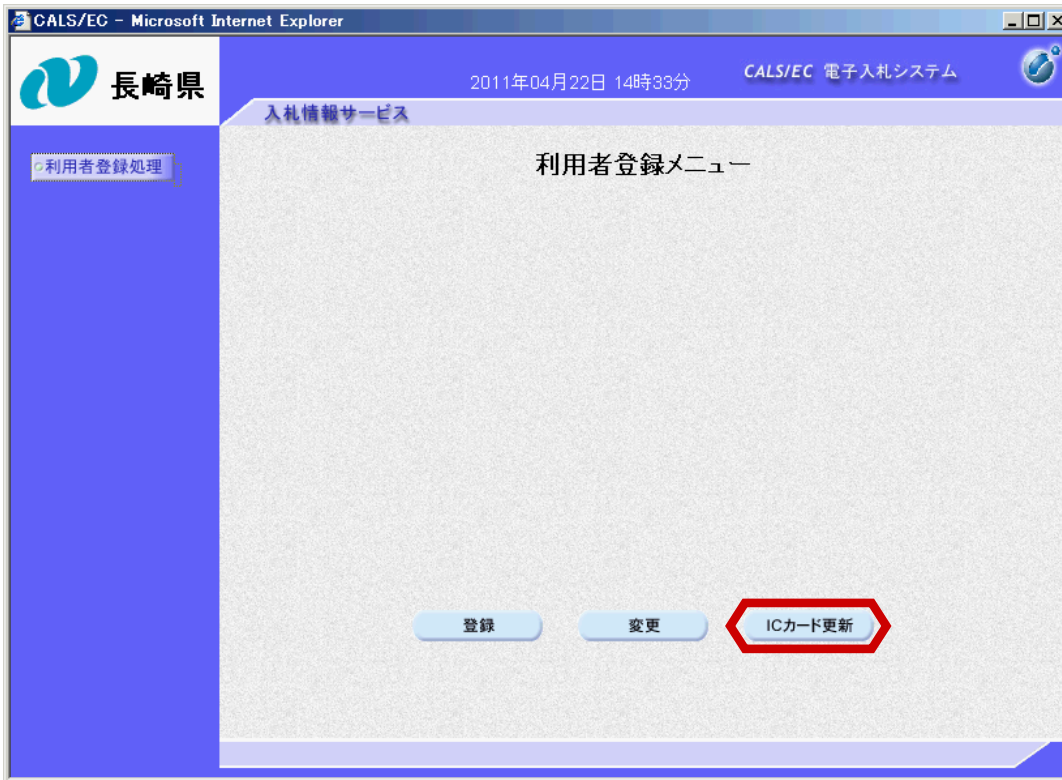 CALS/EC - Microsoft Internet Explorer
長崎県
2011年04月22日 14時33分
CALS/EC 電子入札システム
入札情報サービス
利用者登録処理
利用者登録メニュー
登録
変更
ICカード更新